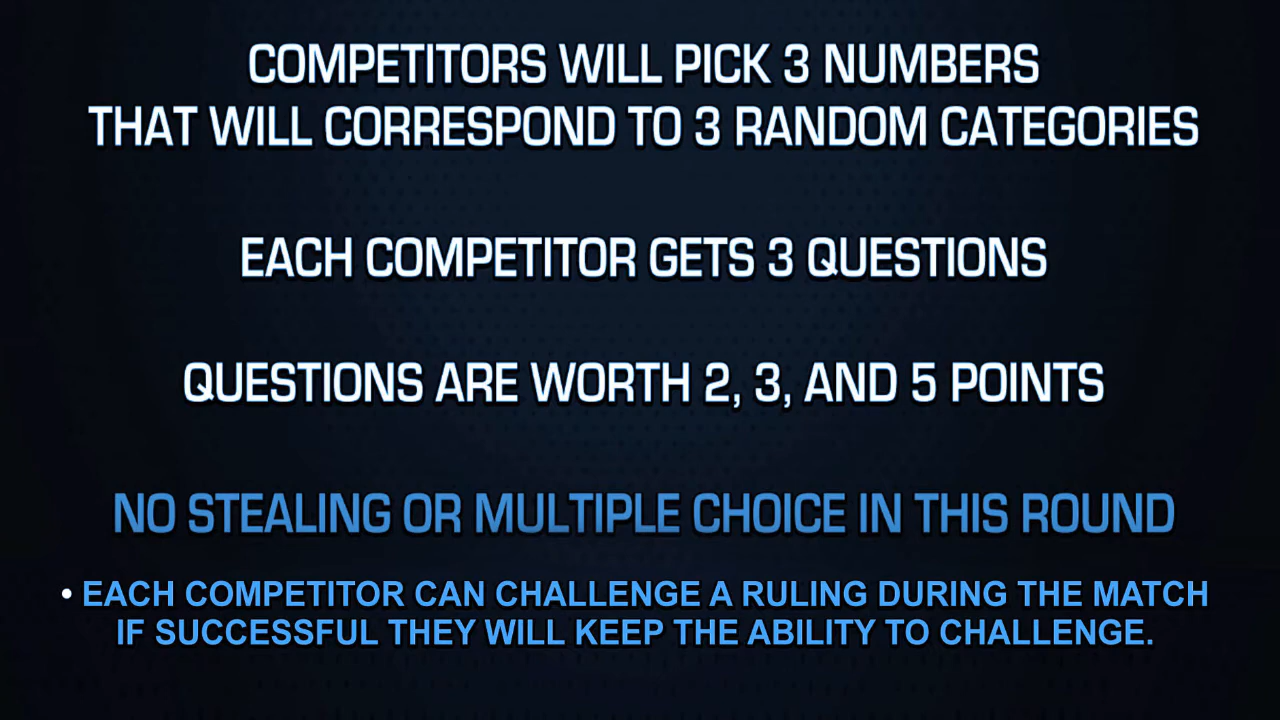 COMPETITORS WILL PICK 3 NUMBERS
THAT WILL CORRESPOND TO 3 RANDOM CATEGORIES
EACH COMPETITOR GETS 3 QUESTIONS
QUESTIONS ARE WORTH 2, 3, AND 5 POINTS
NO STEALING OR MULTIPLE CHOICE IN THIS ROUND
• EACH COMPETITOR CAN CHALLENGE A RULING DURING THE MATCH
IF SUCCESSFUL THEY WILL KEEP THE ABILITY TO CHALLENGE.